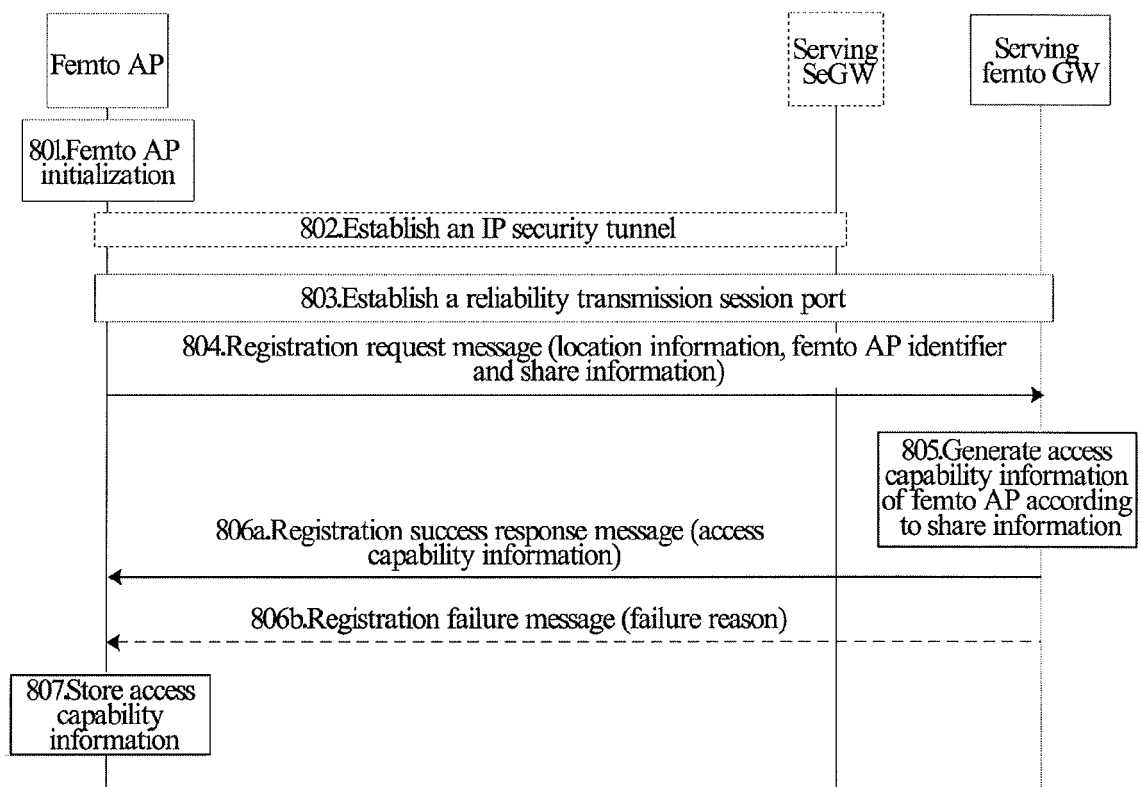 Femto AP
Serving
SeGW
Serving
femto GW
801.Femto AP
initialization
802.Establish an IP security tunnel
803.Establish a reliability transmission session port
804.Registration request message (location information, femto AP identifier
and share information)
805.Generate access
capability information
of femto AP according
to share information
806a.Registration success response message (access
capability information)
806b.Registration failure message (failure reason)
807.Store access
capability
information